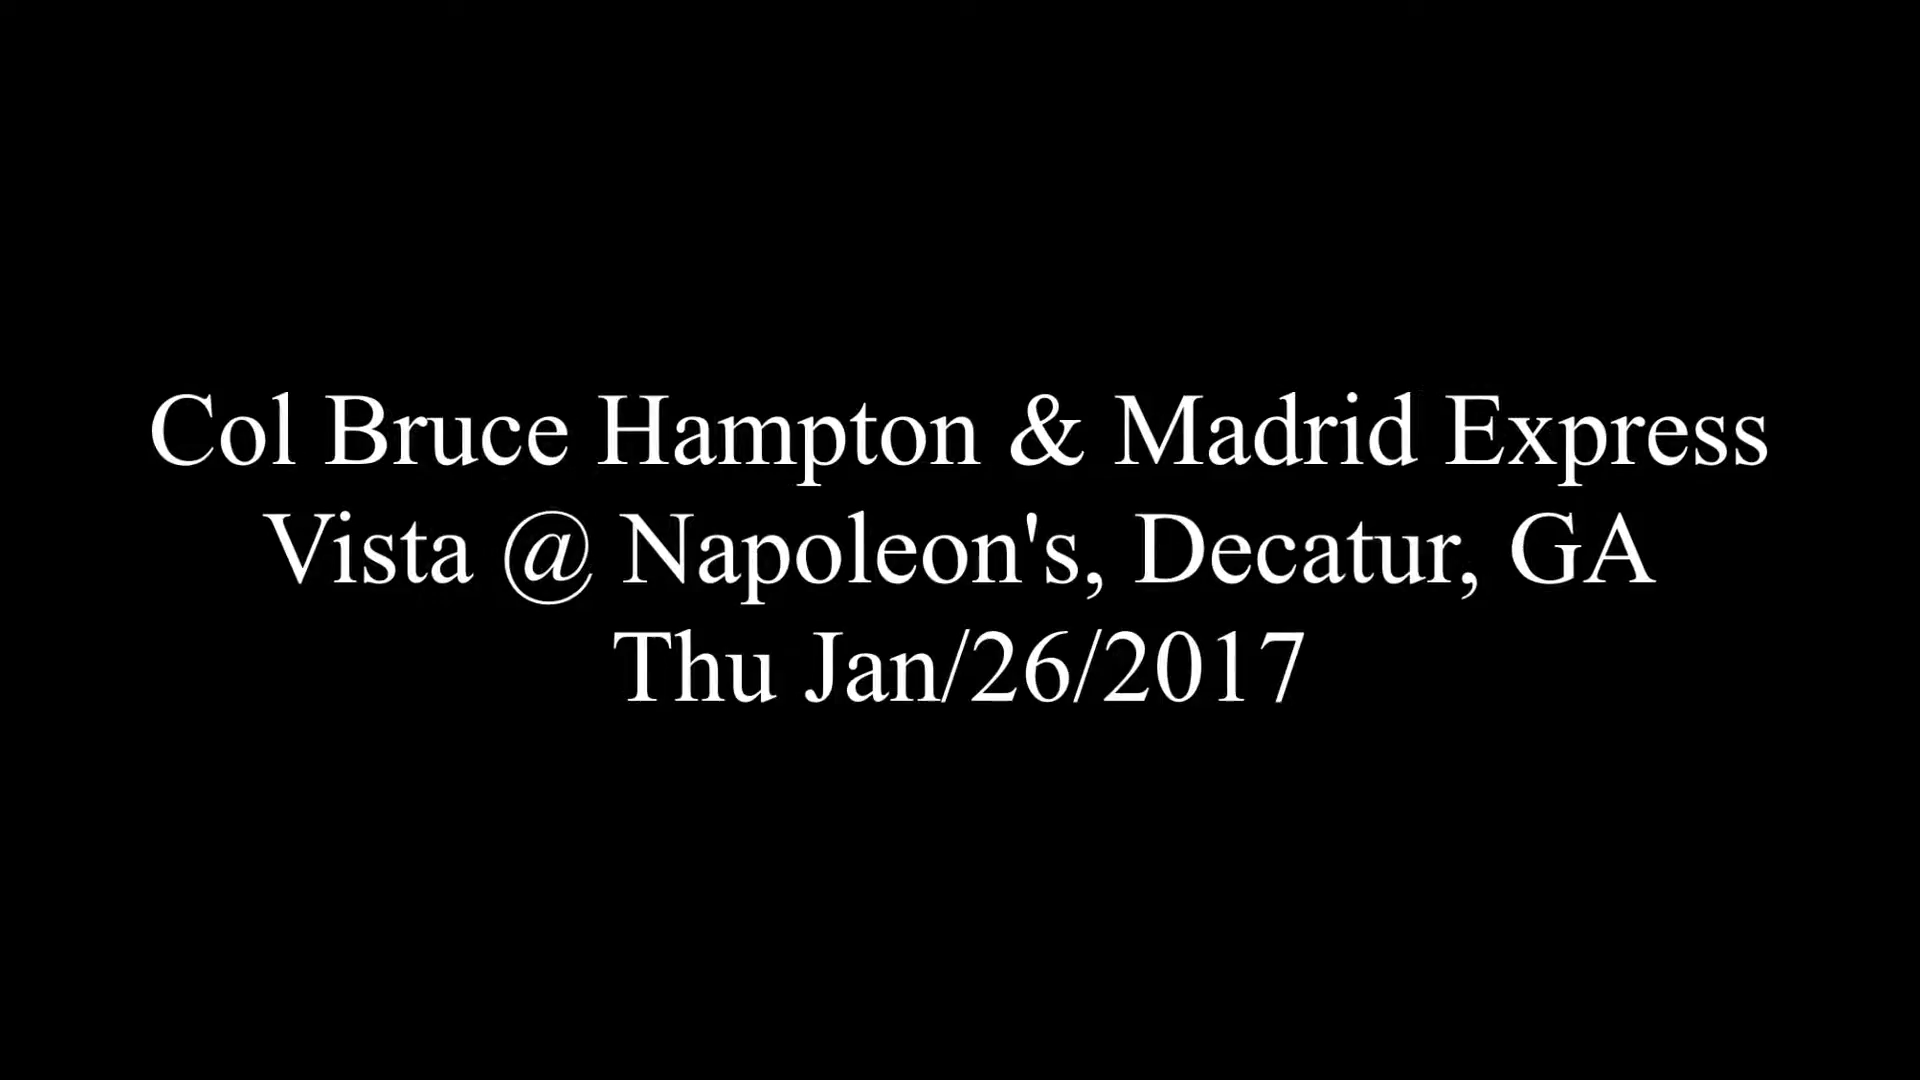 Col Bruce Hampton & Madrid Express
Vista @ Napoleon's, Decatur, GA
Thu Jan/26/2017